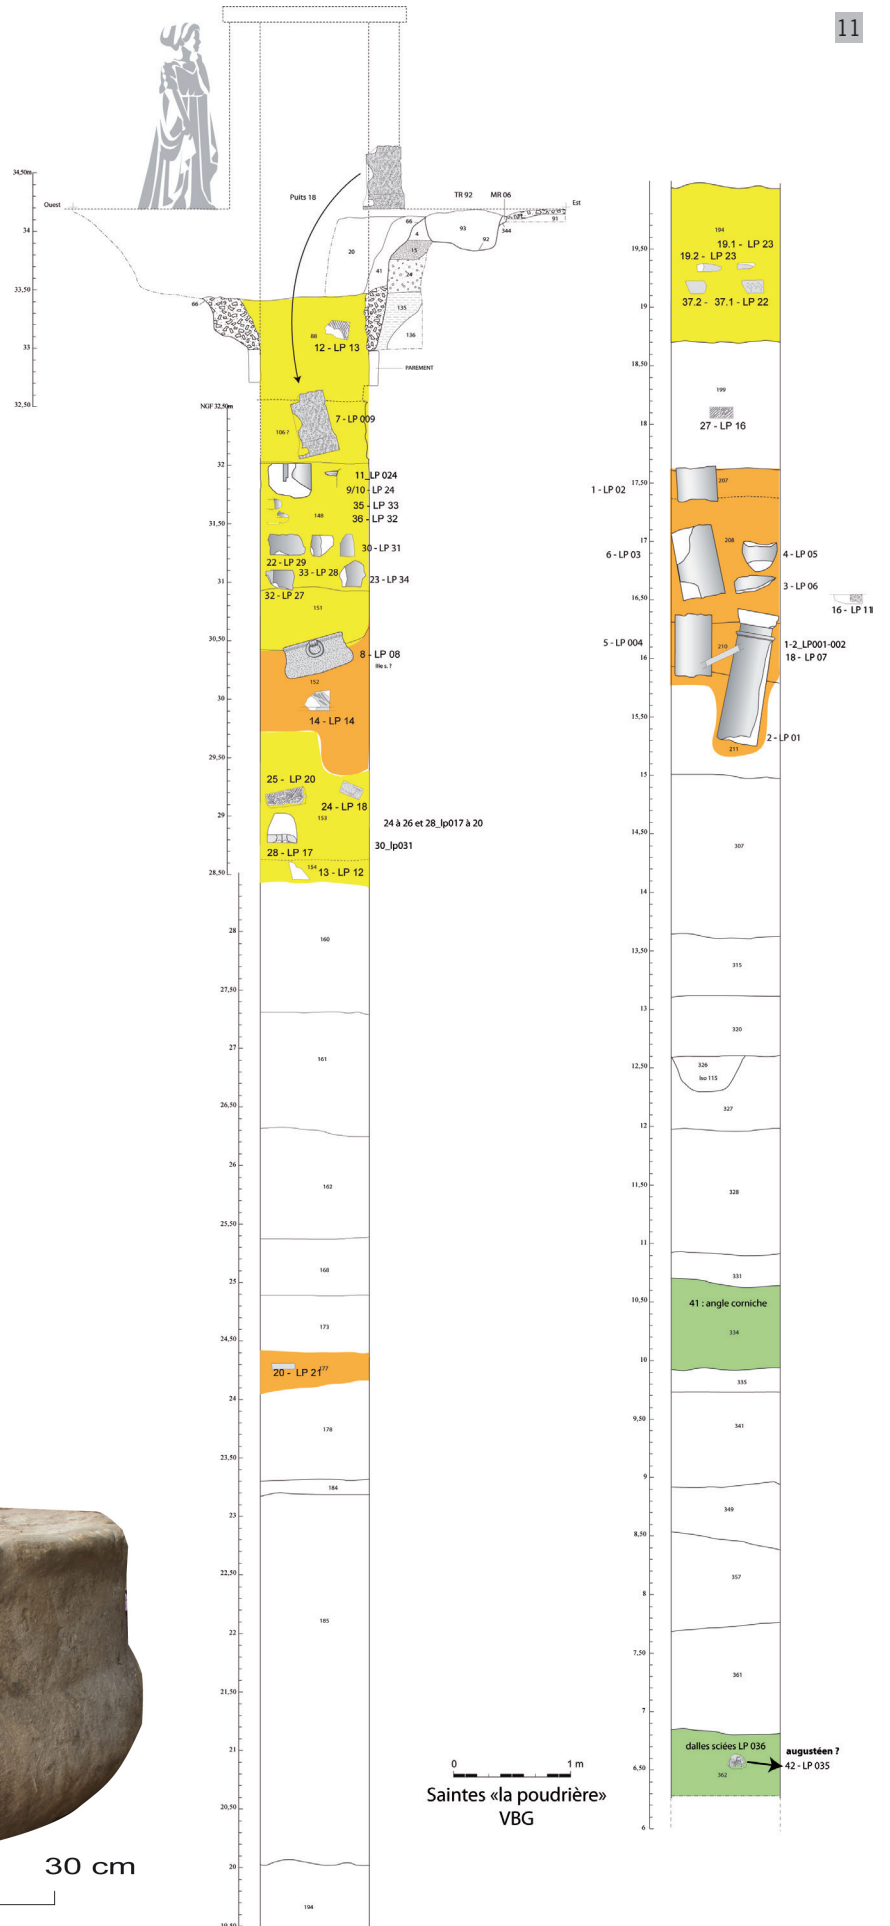 11
34,50m
Ouest
34
33,50
33
32,50
Puits 18
TR 92
MR 06
Est
66
4
93
92
344
91
20
15
41
24
135
136
66
88
12 - LP 13
PAREMENT
NGF 32,50m
7 - LP 009
106 ?
32
11_LP 024
9/10 - LP 24
35 - LP 33
148
36 - LP 32
31,50
30 - LP 31
22 - LP 29
33 - LP 28
23 - LP 34
31
32 - LP 27
151
30,50
8 - LP 08
IIIe s. ?
152
30
14 - LP 14
29,50
25 - LP 20
24 - LP 18
29
153
24 à 26 et 28_lp017 à 20
28 - LP 17
30_lp031
28,50
154
13 - LP 12
28
160
27,50
27
161
26,50
26
162
25,50
168
25
173
24,50
20 - LP 21
177
24
178
23,50
184
23
22,50
22
185
21,50
21
20,50
20
194
19,50
194
19,50
19.1 - LP 23
19.2 - LP 23
37.2 - 37.1 - LP 22
19
18,50
199
18
27 - LP 16
17,50
207
1 - LP 02
17
208
6 - LP 03
4 - LP 05
3 - LP 06
16,50
16 - LP 11
5 - LP 004
210
1-2_LP001-002
18 - LP 07
16
15,50
2 - LP 01
211
15
307
14,50
14
13,50
315
13
320
12,50
326
Iso 115
327
12
11,50
328
11
331
10,50
41 : angle corniche
334
10
335
9,50
341
9
349
8,50
357
8
7,50
361
7
dalles sciées LP 036
augustéen ?
6,50
42 - LP 035
362
6
0
1 m
Saintes «la poudrière»
VBG
30 cm